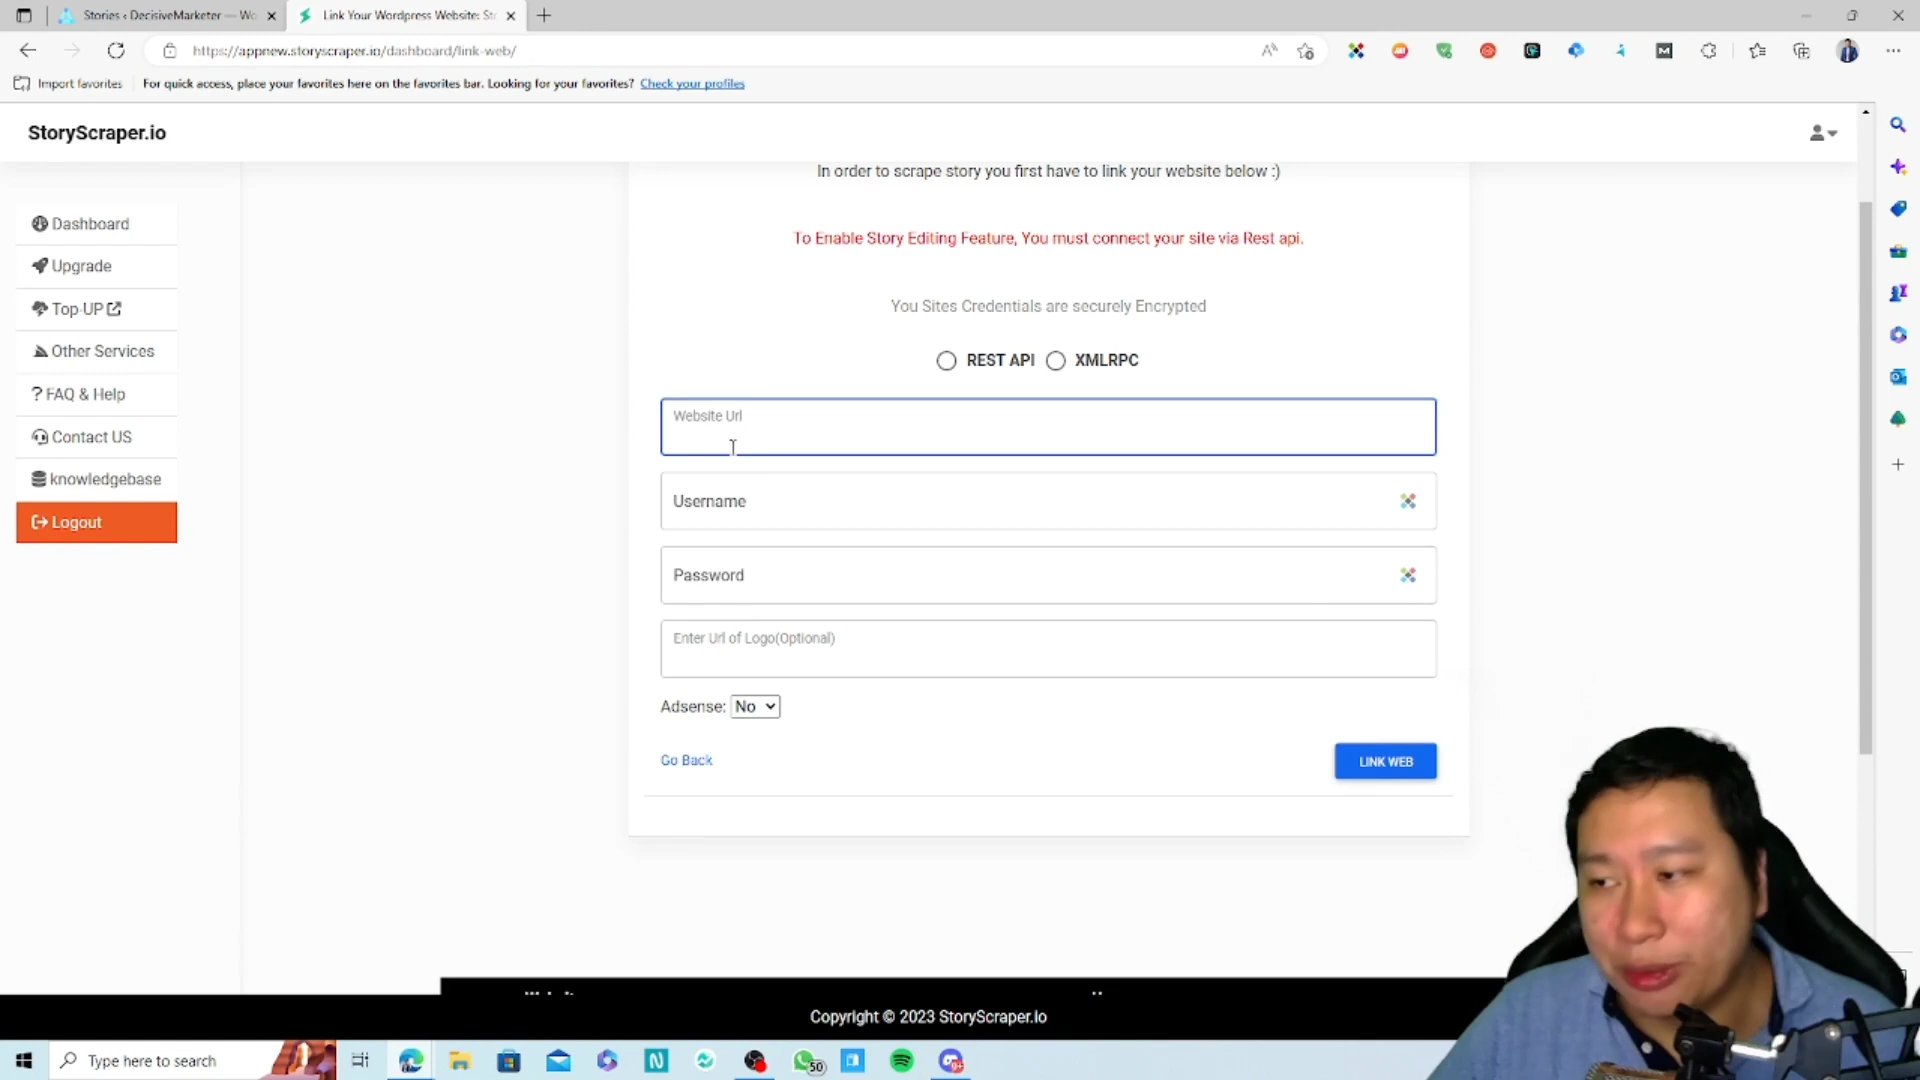 Stories ‹ DecisiveMarketer — Wo
Link Your Wordpress Website: St
https://appnew.storyscraper.io/dashboard/link-web/
Import favorites
For quick access, place your favorites here on the favorites bar. Looking for your favorites? Check your profiles
StoryScraper.io
In order to scrape story you first have to link your website below :)
Dashboard
Upgrade
Top-UP
Other Services
? FAQ & Help
Contact US
knowledgebase
Logout
To Enable Story Editing Feature, You must connect your site via Rest api.
You Sites Credentials are securely Encrypted
REST API XMLRPC
Website Url
Username
Password
Enter Url of Logo(Optional)
Adsense: No
Go Back
LINK WEB
Copyright © 2023 StoryScraper.Io
Type here to search
50
9+